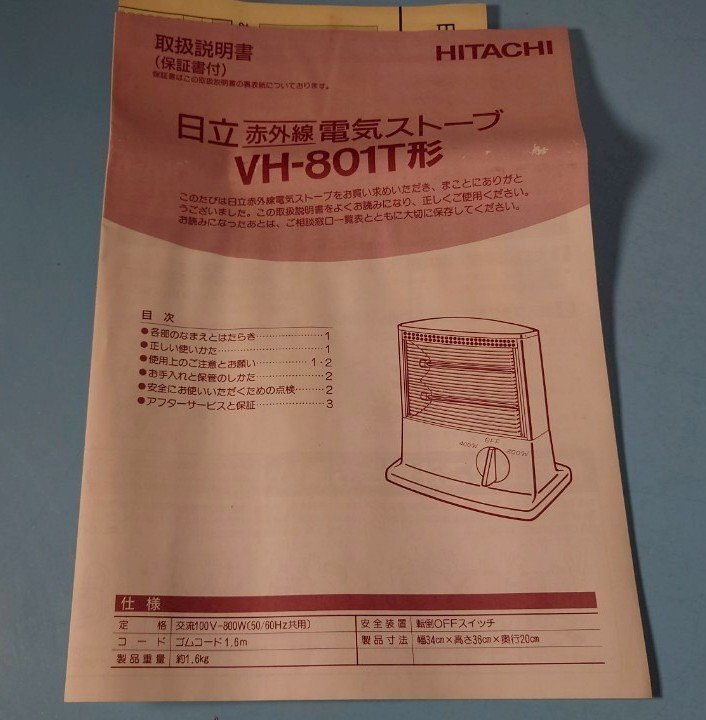 取扱説明書
(保証書付)
保証書はこの取扱説明書の裏表紙についております。
HITACHI
日立赤外線電気ストーブ
VH-801T形
このたびは日立赤外線電気ストーブをお買い求めいただき、まことにありがと
うございました。この取扱説明書をよくお読みになり、正しくご使用ください。
お読みになったあとは、ご相談窓口一覧表とともに大切に保存してください。
目次
●各部のなまえとはたらき……………1
●正しい使いかた………………………1
●使用上のご注意とお願い…………1・2
●お手入れと保管のしかた……………2
●安全にお使いいただくための点検……2
●アフターサービスと保証……………3
400W OFF 800W
仕様
定格 交流100V-800W(50/60Hz共用) 安全装置 転倒OFFスイッチ
コード ゴムコード1.6m 製品寸法 幅34cm×高さ36cm×奥行20cm
製品重量 約1.6kg